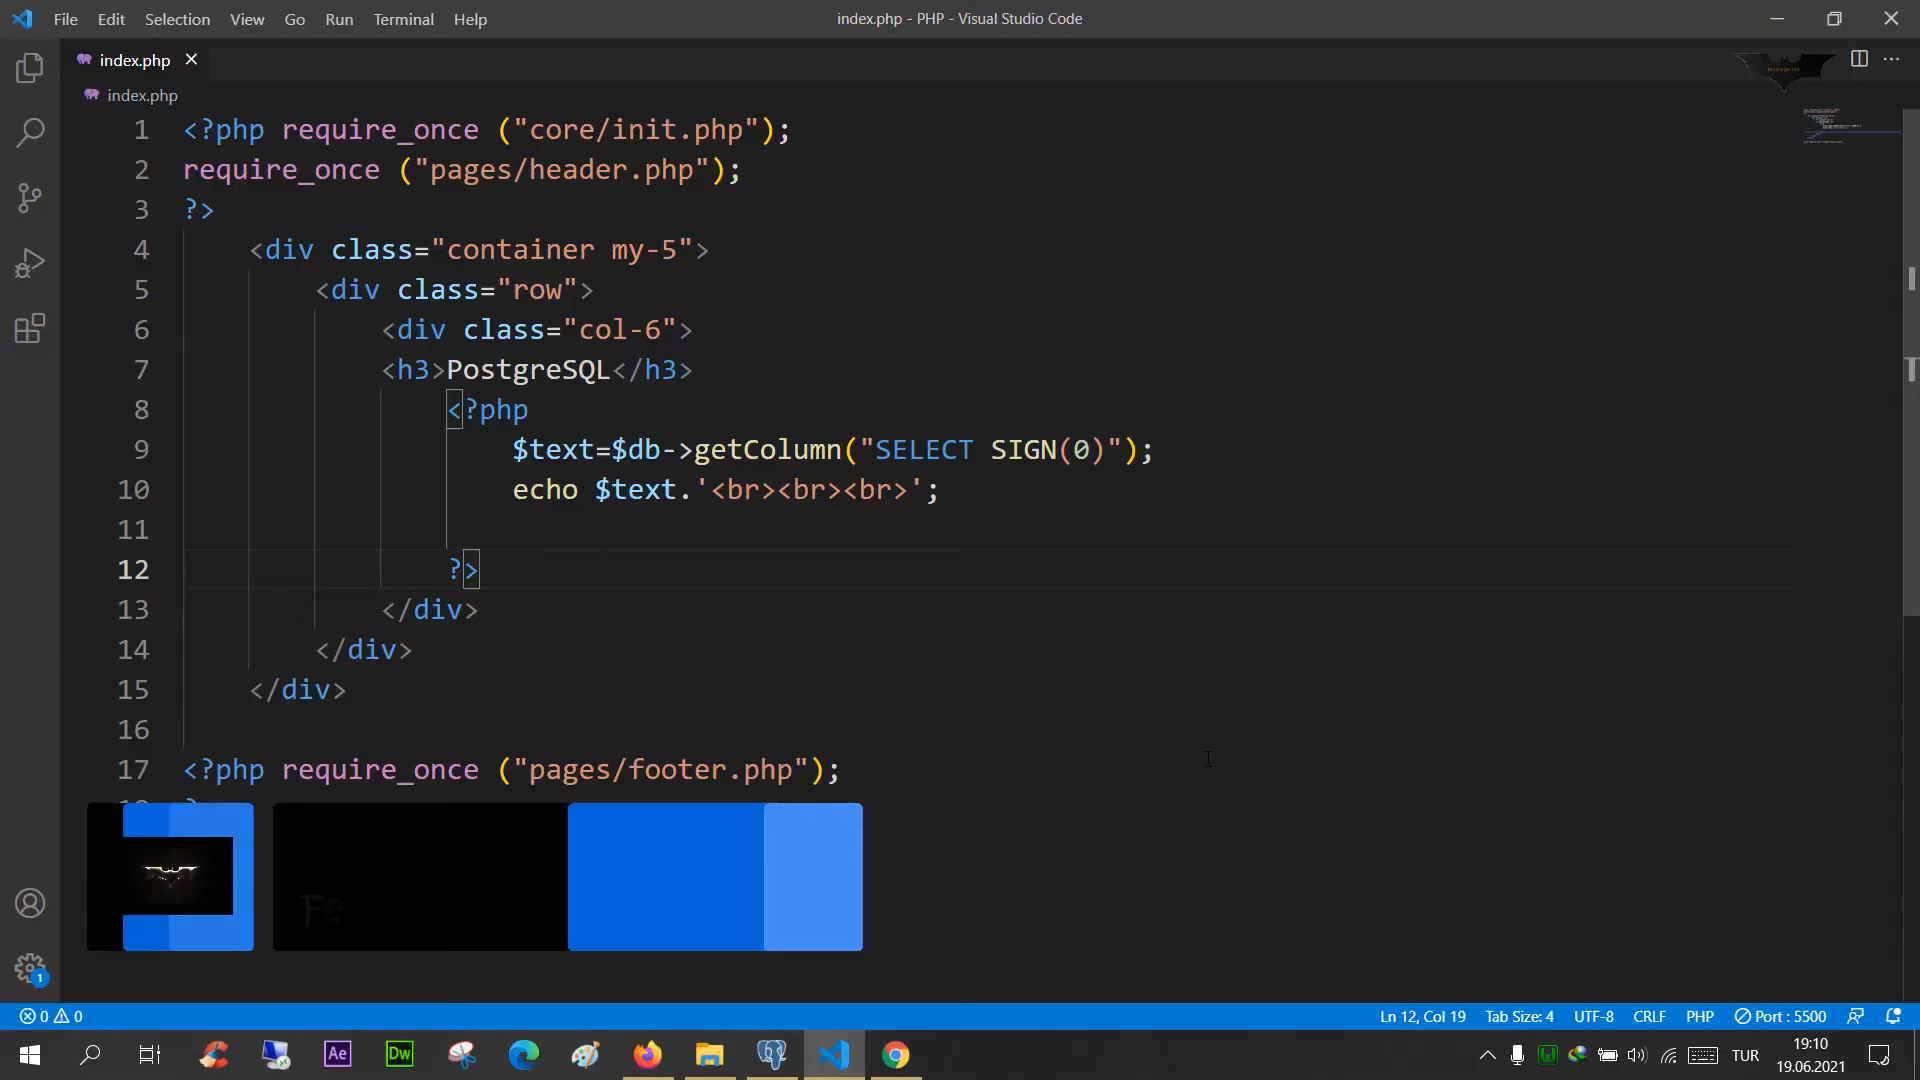 File Edit Selection View Go Run Terminal Help
index.php - PHP - Visual Studio Code
index.php
index.php
1 <?php require_once ("core/init.php");
2 require_once ("pages/header.php");
3 ?>
4 <div class="container my-5">
5 <div class="row">
6 <div class="col-6">
7 <h3>PostgreSQL</h3>
8 <?php
9 $text=$db->getColumn("SELECT SIGN(0)");
10 echo $text.'<br><br><br>';
11
12 ?>
13 </div>
14 </div>
15 </div>
16
17 <?php require_once ("pages/footer.php");
Fe
1
0 0
Ln 12, Col 19 Tab Size: 4 UTF-8 CRLF PHP Port : 5500
Ae Dw
TUR
19:10
19.06.2021